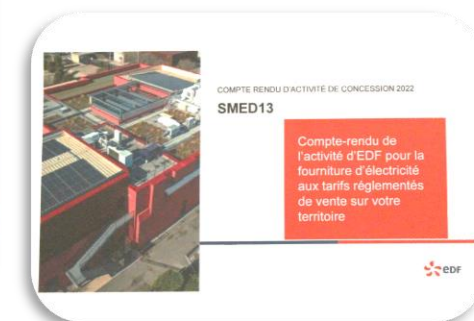 COMPTE RENDU D'ACTIVITÉ DE CONCESSION 2022
SMED13
Compte-rendu de
l'activité d'EDF pour la
fourniture d'électricité
aux tarifs règlementés
de vente sur votre
territoire
edf